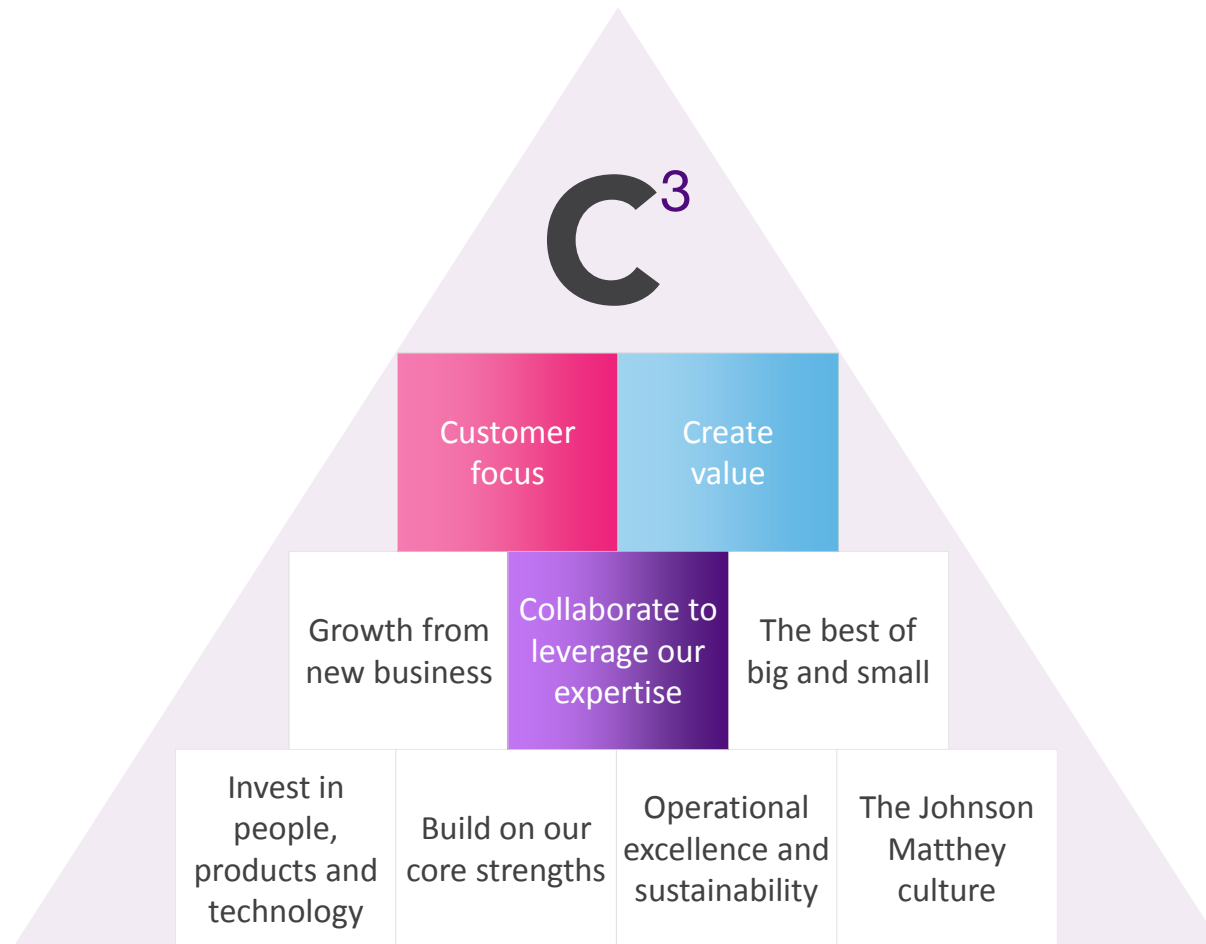 C³
Customer
focus
Create
value
Growth from
new business
Collaborate to
leverage our
expertise
The best of
big and small
Invest in
people,
products and
technology
Build on our
core strengths
Operational
excellence and
sustainability
The Johnson
Matthey
culture